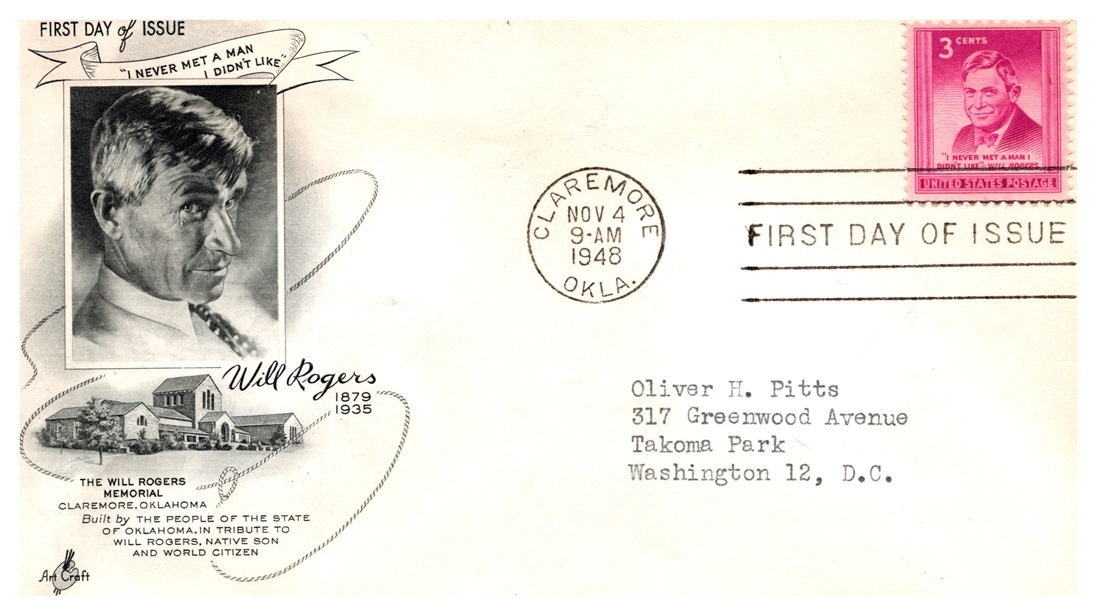 FIRST DAY of ISSUE
"I NEVER MET A MAN
I DIDN'T LIKE"
Will Rogers
1879
1935
THE WILL ROGERS
MEMORIAL
CLAREMORE, OKLAHOMA
Built by THE PEOPLE OF THE STATE
OF OKLAHOMA, IN TRIBUTE TO
WILL ROGERS, NATIVE SON
AND WORLD CITIZEN
Art Craft
CLAREMORE
NOV 4
9-AM
1948
OKLA.
3 CENTS
"I NEVER MET A MAN I
DIDN'T LIKE"-WILL ROGERS
UNITED STATES POSTAGE
FIRST DAY OF ISSUE
Oliver H. Pitts
317 Greenwood Avenue
Takoma Park
Washington 12, D.C.